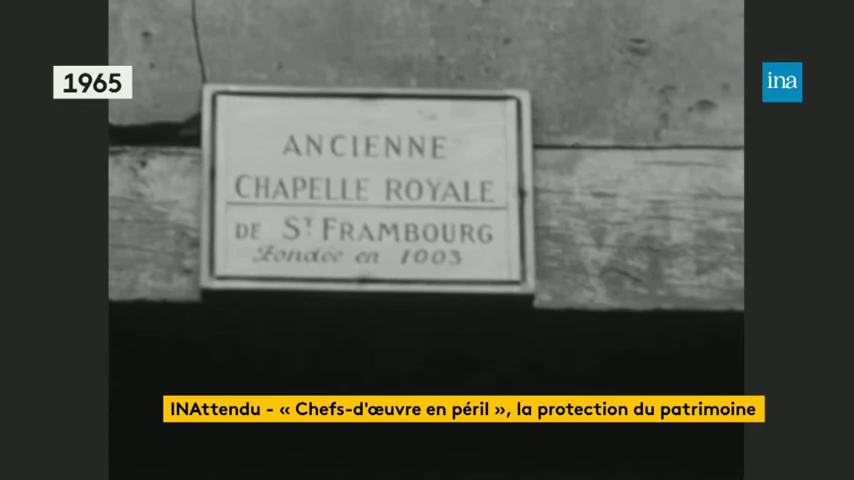 1965
ina
ANCIENNE
CHAPELLE ROYALE
DE ST FRAMBOURG
Fondée en 1003
INAttendu - « Chefs-d'œuvre en péril », la protection du patrimoine